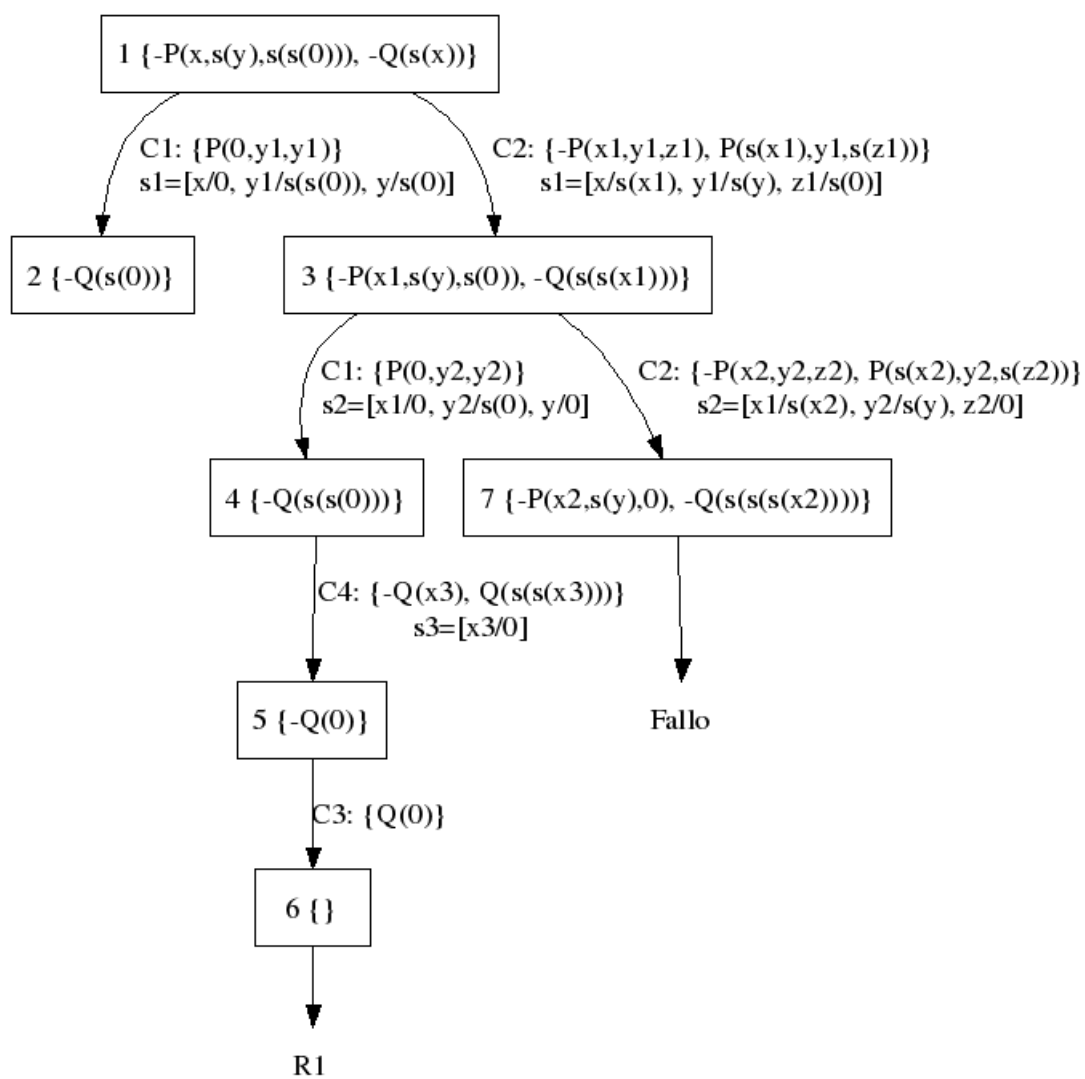 1 {-P(x,s(y),s(s(0))), -Q(s(x))}
C1: {P(0,y1,y1)}
s1=[x/0, y1/s(s(0)), y/s(0)]
C2: {-P(x1,y1,z1), P(s(x1),y1,s(z1))}
s1=[x/s(x1), y1/s(y), z1/s(0)]
2 {-Q(s(0))}
3 {-P(x1,s(y),s(0)), -Q(s(s(x1)))}
C1: {P(0,y2,y2)}
s2=[x1/0, y2/s(0), y/0]
C2: {-P(x2,y2,z2), P(s(x2),y2,s(z2))}
s2=[x1/s(x2), y2/s(y), z2/0]
4 {-Q(s(s(0)))}
7 {-P(x2,s(y),0), -Q(s(s(s(x2))))}
C4: {-Q(x3), Q(s(s(x3)))}
s3=[x3/0]
5 {-Q(0)}
Fallo
C3: {Q(0)}
6 {}
R1